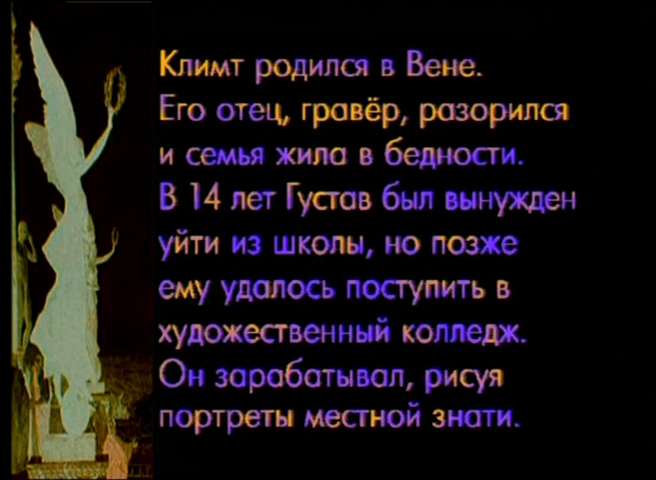 Климт родился в Вене.
Его отец, гравёр, разорился
и семья жила в бедности.
В 14 лет Густав был вынужден
уйти из школы, но позже
ему удалось поступить в
художественный колледж.
Он зарабатывал, рисуя
портреты местной знати.